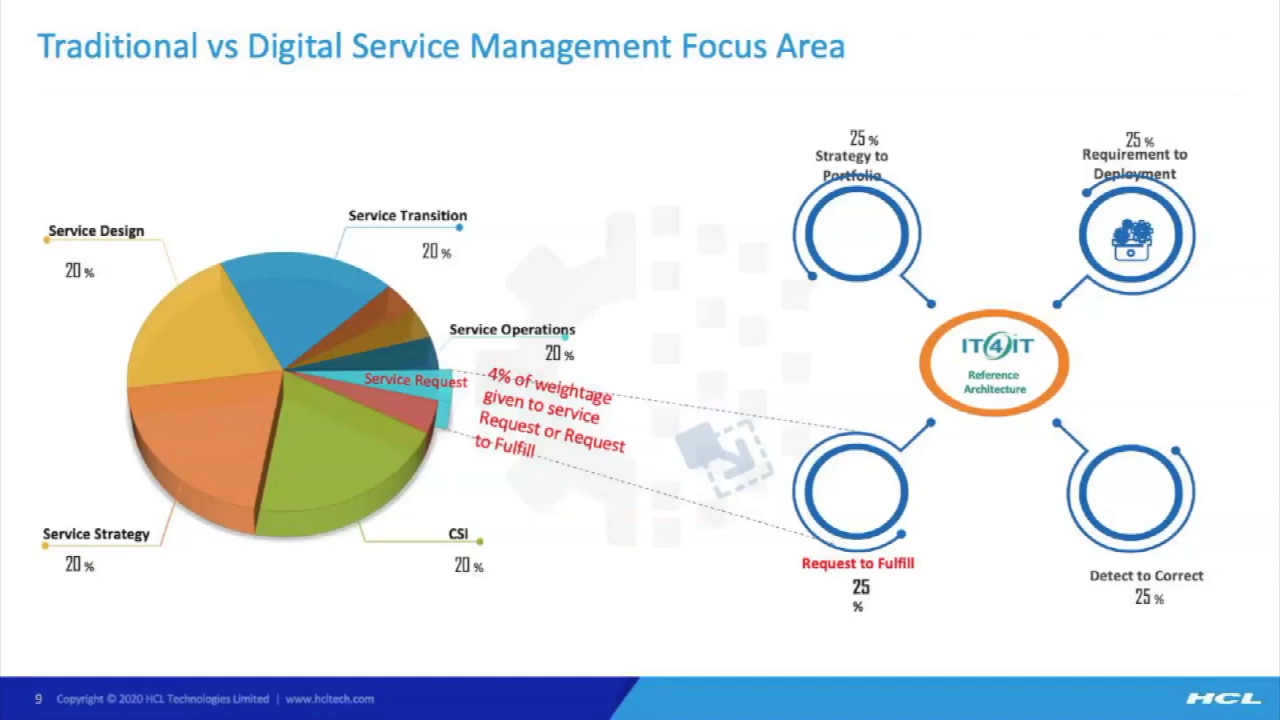 Traditional vs Digital Service Management Focus Area
Service Design
20 %
Service Transition
20 %
Service Operations
20 %
Service Request
4% of weightage
given to service
Request or Request
to Fulfill
Service Strategy
20 %
CSI
20 %
25 %
Strategy to
Portfolio
25 %
Requirement to
Deployment
IT4IT
Reference
Architecture
Request to Fulfill
25
%
Detect to Correct
25 %
9 Copyright © 2020 HCL Technologies Limited | www.hcltech.com
HCL